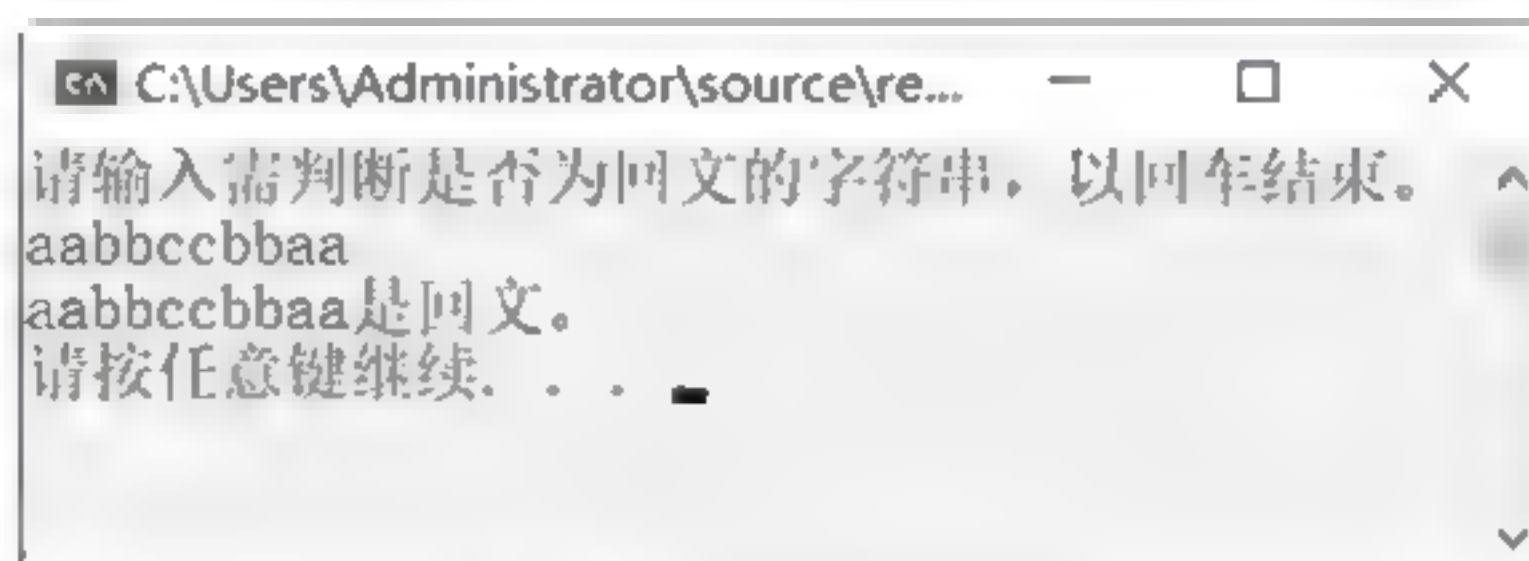 C:\Users\Administrator\source\re...
请输入需判断是否为回文的字符串，以回车结束。
aabbccbbaa
aabbccbbaa是回文。
请按任意键继续. . .